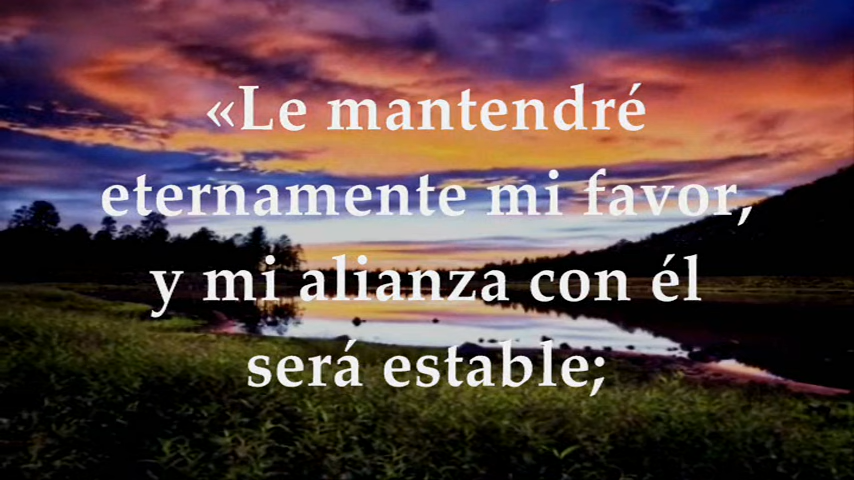 «Le mantendré
eternamente mi favor,
y mi alianza con él
será estable;